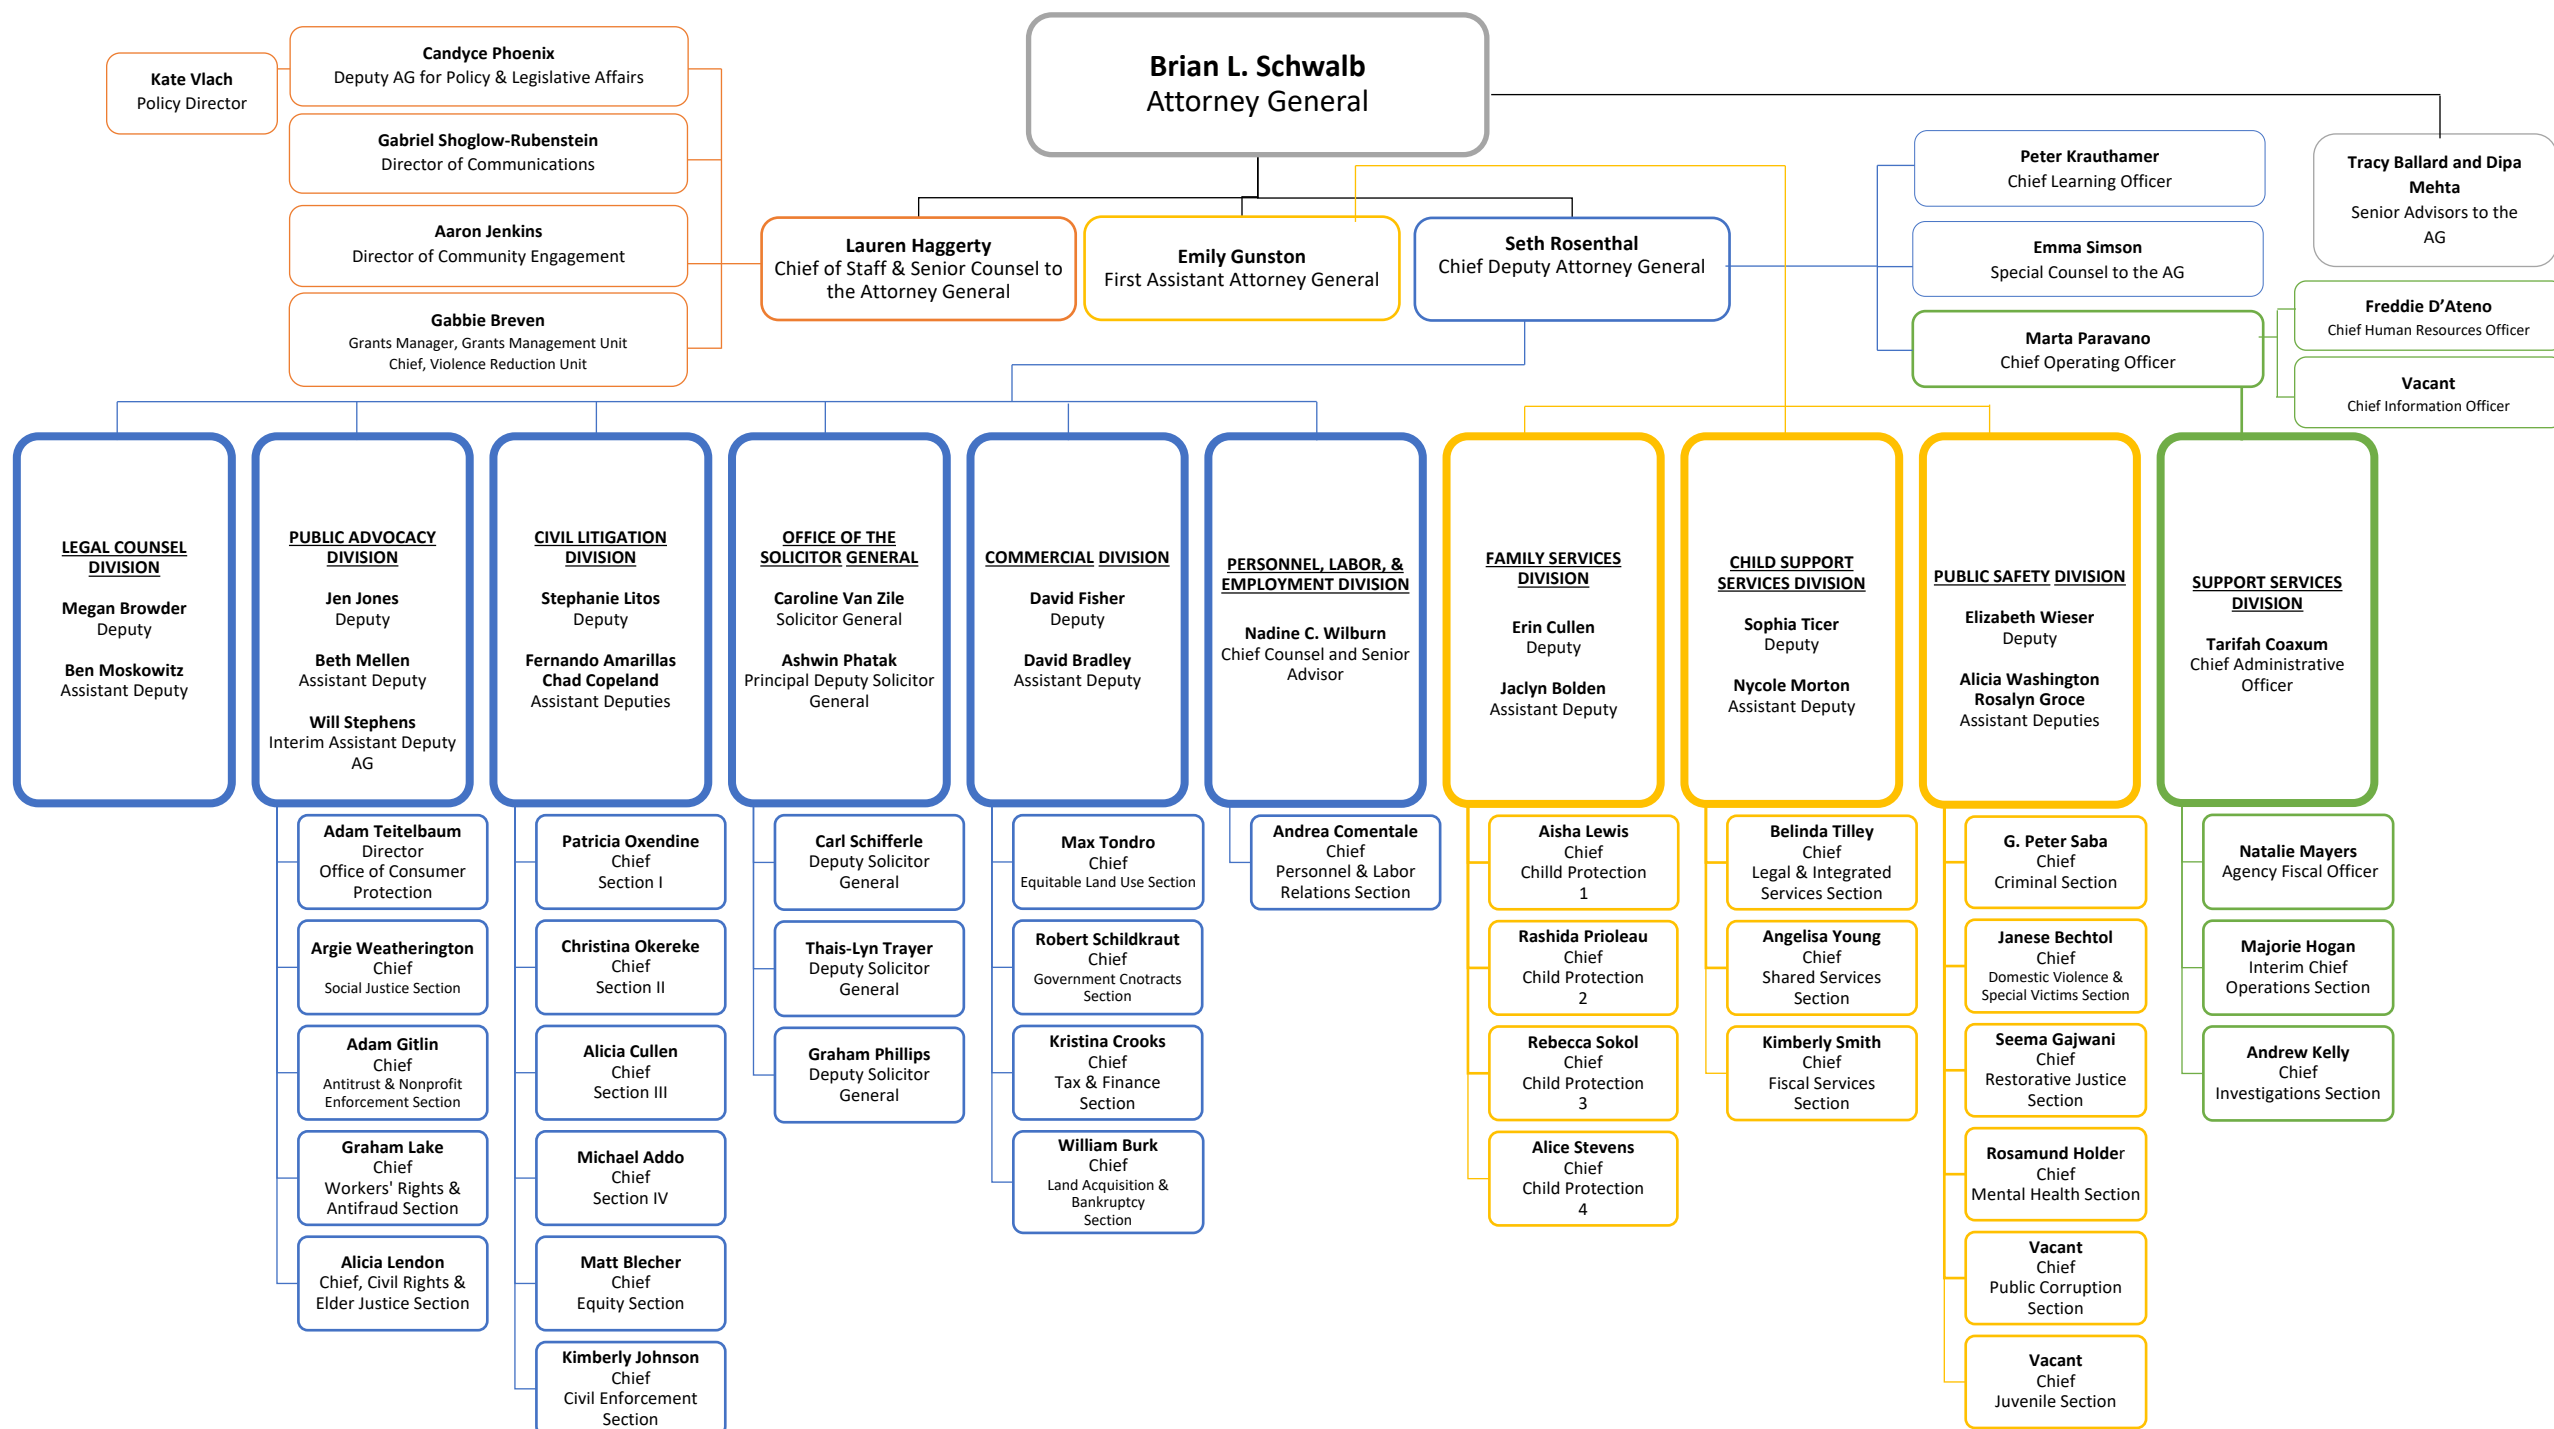 Brian L. Schwalb
Attorney General
Candyce Phoenix
Deputy AG for Policy & Legislative Affairs
Kate Vlach
Policy Director
Gabriel Shoglow-Rubenstein
Director of Communications
Aaron Jenkins
Director of Community Engagement
Gabbie Breven
Grants Manager, Grants Management Unit
Chief, Violence Reduction Unit
Lauren Haggerty
Chief of Staff & Senior Counsel to
the Attorney General
Emily Gunston
First Assistant Attorney General
Seth Rosenthal
Chief Deputy Attorney General
Peter Krauthamer
Chief Learning Officer
Emma Simson
Special Counsel to the AG
Marta Paravano
Chief Operating Officer
Tracy Ballard and Dipa
Mehta
Senior Advisors to the
AG
Freddie D’Ateno
Chief Human Resources Officer
Vacant
Chief Information Officer
LEGAL COUNSEL
DIVISION
Megan Browder
Deputy
Ben Moskowitz
Assistant Deputy
PUBLIC ADVOCACY
DIVISION
Jen Jones
Deputy
Beth Mellen
Assistant Deputy
Will Stephens
Interim Assistant Deputy
AG
CIVIL LITIGATION
DIVISION
Stephanie Litos
Deputy
Fernando Amarillas
Chad Copeland
Assistant Deputies
OFFICE OF THE
SOLICITOR GENERAL
Caroline Van Zile
Solicitor General
Ashwin Phatak
Principal Deputy Solicitor
General
COMMERCIAL DIVISION
David Fisher
Deputy
David Bradley
Assistant Deputy
PERSONNEL, LABOR, &
EMPLOYMENT DIVISION
Nadine C. Wilburn
Chief Counsel and Senior
Advisor
FAMILY SERVICES
DIVISION
Erin Cullen
Deputy
Jaclyn Bolden
Assistant Deputy
CHILD SUPPORT
SERVICES DIVISION
Sophia Ticer
Deputy
Nycole Morton
Assistant Deputy
PUBLIC SAFETY DIVISION
Elizabeth Wieser
Deputy
Alicia Washington
Rosalyn Groce
Assistant Deputies
SUPPORT SERVICES
DIVISION
Tarifah Coaxum
Chief Administrative
Officer
Adam Teitelbaum
Director
Office of Consumer
Protection
Argie Weatherington
Chief
Social Justice Section
Adam Gitlin
Chief
Antitrust & Nonprofit
Enforcement Section
Graham Lake
Chief
Workers' Rights &
Antifraud Section
Alicia Lendon
Chief, Civil Rights &
Elder Justice Section
Patricia Oxendine
Chief
Section I
Christina Okereke
Chief
Section II
Alicia Cullen
Chief
Section III
Michael Addo
Chief
Section IV
Matt Blecher
Chief
Equity Section
Kimberly Johnson
Chief
Civil Enforcement
Section
Carl Schifferle
Deputy Solicitor
General
Thais-Lyn Trayer
Deputy Solicitor
General
Graham Phillips
Deputy Solicitor
General
Max Tondro
Chief
Equitable Land Use Section
Robert Schildkraut
Chief
Government Cnotracts
Section
Kristina Crooks
Chief
Tax & Finance
Section
William Burk
Chief
Land Acquisition &
Bankruptcy
Section
Andrea Comentale
Chief
Personnel & Labor
Relations Section
Aisha Lewis
Chief
Chilld Protection
1
Rashida Prioleau
Chief
Child Protection
2
Rebecca Sokol
Chief
Child Protection
3
Alice Stevens
Chief
Child Protection
4
Belinda Tilley
Chief
Legal & Integrated
Services Section
Angelisa Young
Chief
Shared Services
Section
Kimberly Smith
Chief
Fiscal Services
Section
G. Peter Saba
Chief
Criminal Section
Janese Bechtol
Chief
Domestic Violence &
Special Victims Section
Seema Gajwani
Chief
Restorative Justice
Section
Rosamund Holder
Chief
Mental Health Section
Vacant
Chief
Public Corruption
Section
Vacant
Chief
Juvenile Section
Natalie Mayers
Agency Fiscal Officer
Majorie Hogan
Interim Chief
Operations Section
Andrew Kelly
Chief
Investigations Section